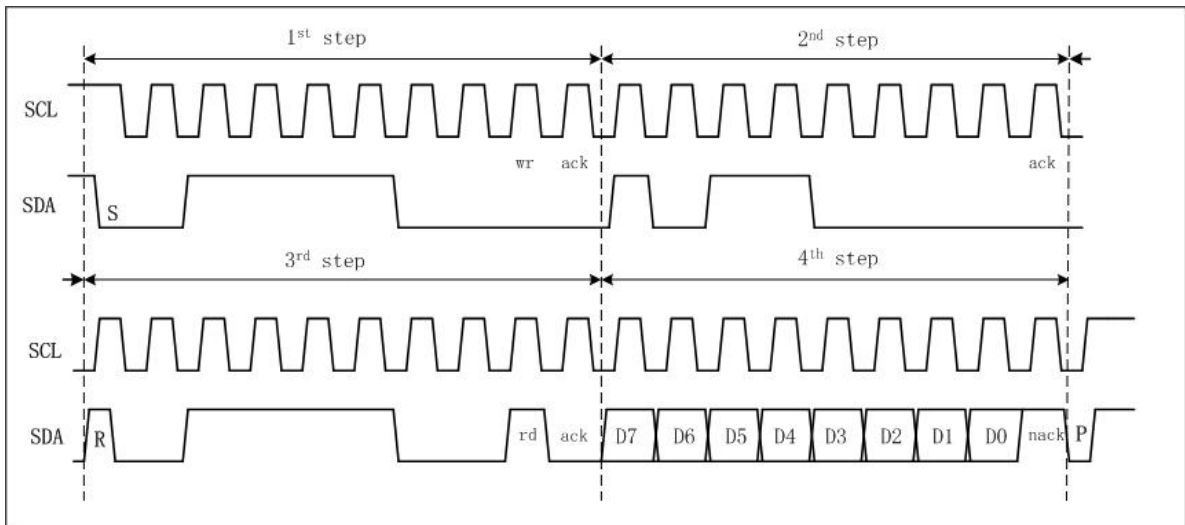 1st step 2nd step
SCL
wr ack ack
SDA S
3rd step 4th step
SCL
SDA R rd ack D7 D6 D5 D4 D3 D2 D1 D0 nack P